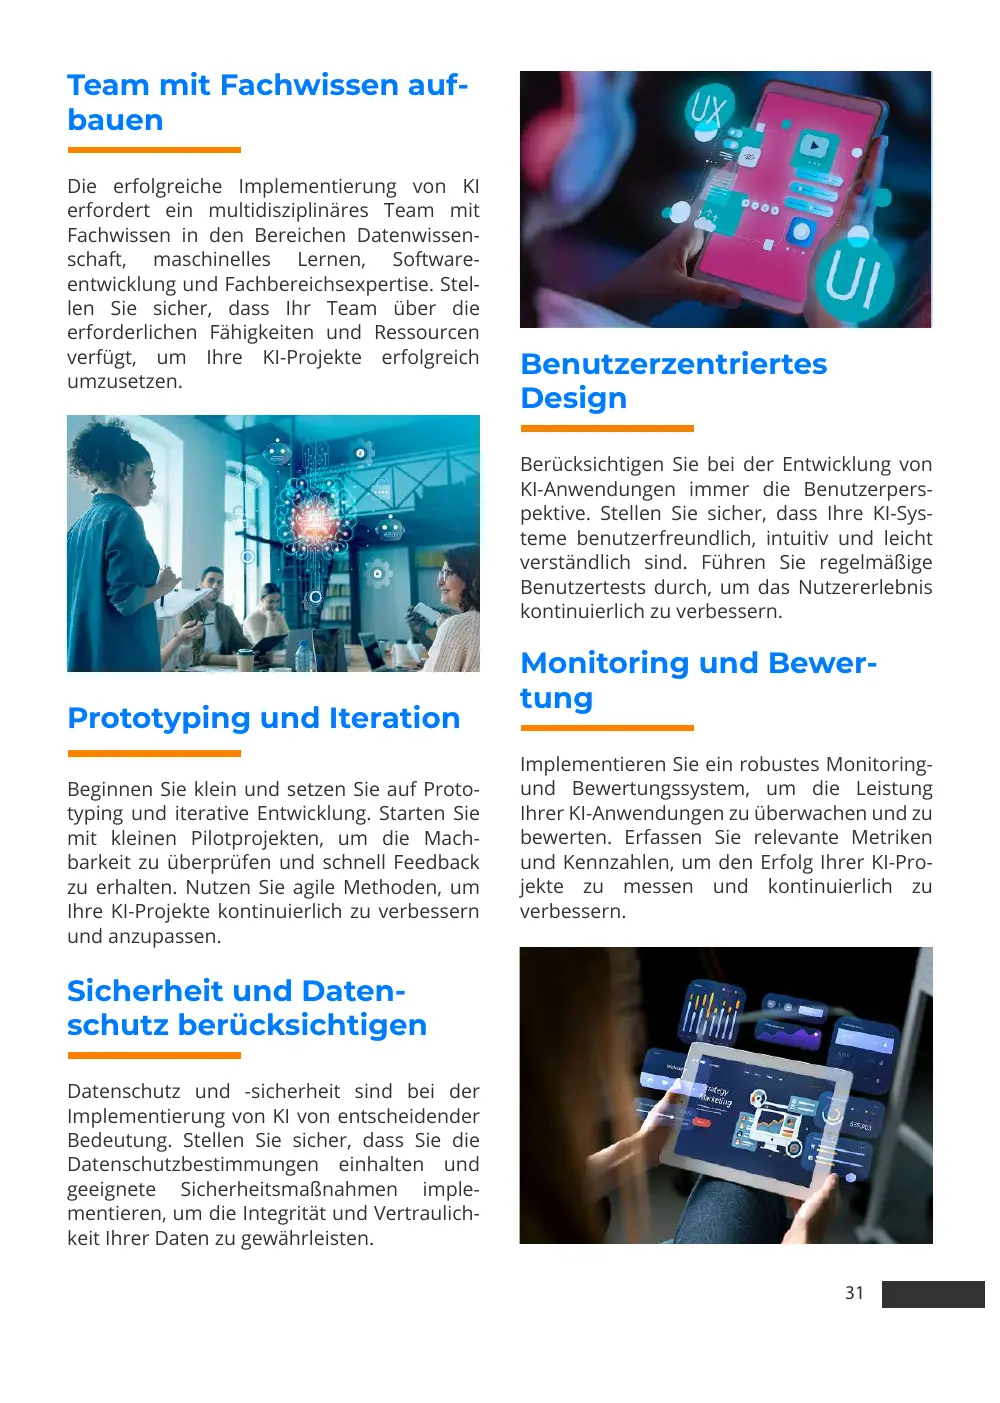 Team mit Fachwissen auf-
bauen
Die erfolgreiche Implementierung von KI
erfordert ein multidisziplinäres Team mit
Fachwissen in den Bereichen Datenwissen-
schaft, maschinelles Lernen, Software-
entwicklung und Fachbereichsexpertise. Stel-
len Sie sicher, dass Ihr Team über die
erforderlichen Fähigkeiten und Ressourcen
verfügt, um Ihre KI-Projekte erfolgreich
umzusetzen.
Prototyping und Iteration
Beginnen Sie klein und setzen Sie auf Proto-
typing und iterative Entwicklung. Starten Sie
mit kleinen Pilotprojekten, um die Mach-
barkeit zu überprüfen und schnell Feedback
zu erhalten. Nutzen Sie agile Methoden, um
Ihre KI-Projekte kontinuierlich zu verbessern
und anzupassen.
Sicherheit und Daten-
schutz berücksichtigen
Datenschutz und -sicherheit sind bei der
Implementierung von KI von entscheidender
Bedeutung. Stellen Sie sicher, dass Sie die
Datenschutzbestimmungen einhalten und
geeignete Sicherheitsmaßnahmen imple-
mentieren, um die Integrität und Vertraulich-
keit Ihrer Daten zu gewährleisten.
UX
UI
Benutzerzentriertes
Design
Berücksichtigen Sie bei der Entwicklung von
KI-Anwendungen immer die Benutzerpers-
pektive. Stellen Sie sicher, dass Ihre KI-Sys-
teme benutzerfreundlich, intuitiv und leicht
verständlich sind. Führen Sie regelmäßige
Benutzertests durch, um das Nutzererlebnis
kontinuierlich zu verbessern.
Monitoring und Bewer-
tung
Implementieren Sie ein robustes Monitoring-
und Bewertungssystem, um die Leistung
Ihrer KI-Anwendungen zu überwachen und zu
bewerten. Erfassen Sie relevante Metriken
und Kennzahlen, um den Erfolg Ihrer KI-Pro-
jekte zu messen und kontinuierlich zu
verbessern.
Strategy
Marketing
31